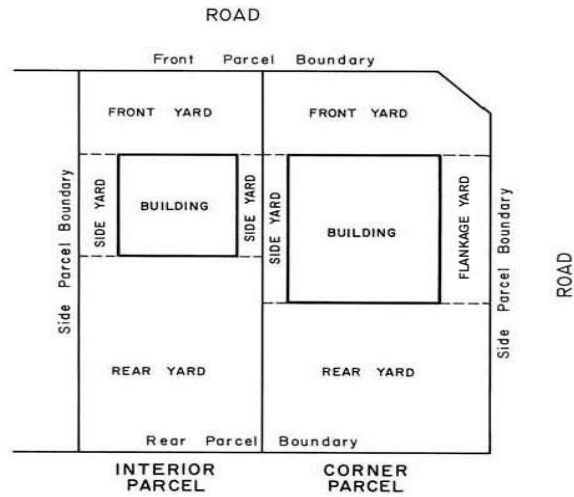 ROAD
Front Parcel Boundary
FRONT YARD
FRONT YARD
Side Parcel Boundary
SIDE YARD
BUILDING
SIDE YARD
SIDE YARD
BUILDING
FLANKAGE YARD
Side Parcel Boundary
ROAD
REAR YARD
REAR YARD
Rear Parcel Boundary
INTERIOR
PARCEL
CORNER
PARCEL